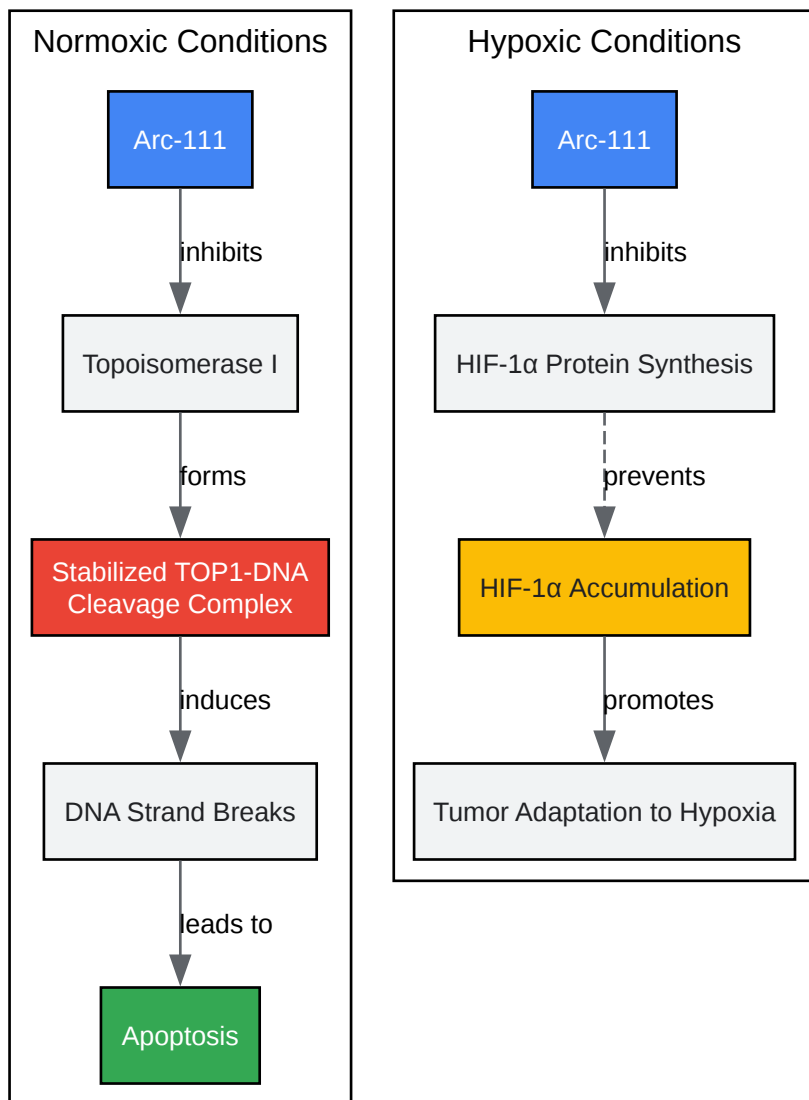 Normoxic Conditions
Arc-111
inhibits
Topoisomerase I
forms
Stabilized TOP1-DNA
Cleavage Complex
induces
DNA Strand Breaks
leads to
Apoptosis
Hypoxic Conditions
Arc-111
inhibits
HIF-1α Protein Synthesis
prevents
HIF-1α Accumulation
promotes
Tumor Adaptation to Hypoxia